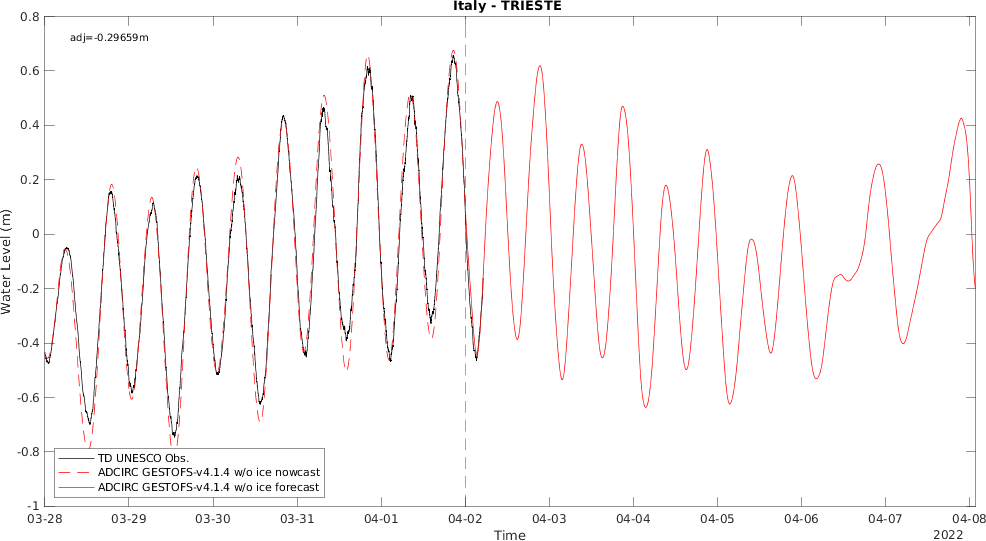 Italy - TRIESTE
adj=-0.29659m
0.8
0.6
0.4
0.2
0
-0.2
-0.4
-0.6
-0.8
-1
Water Level (m)
TD UNESCO Obs.
ADCIRC GESTOFS-v4.1.4 w/o ice nowcast
ADCIRC GESTOFS-v4.1.4 w/o ice forecast
03-28 03-29 03-30 03-31 04-01 04-02 04-03 04-04 04-05 04-06 04-07 04-08
Time
2022